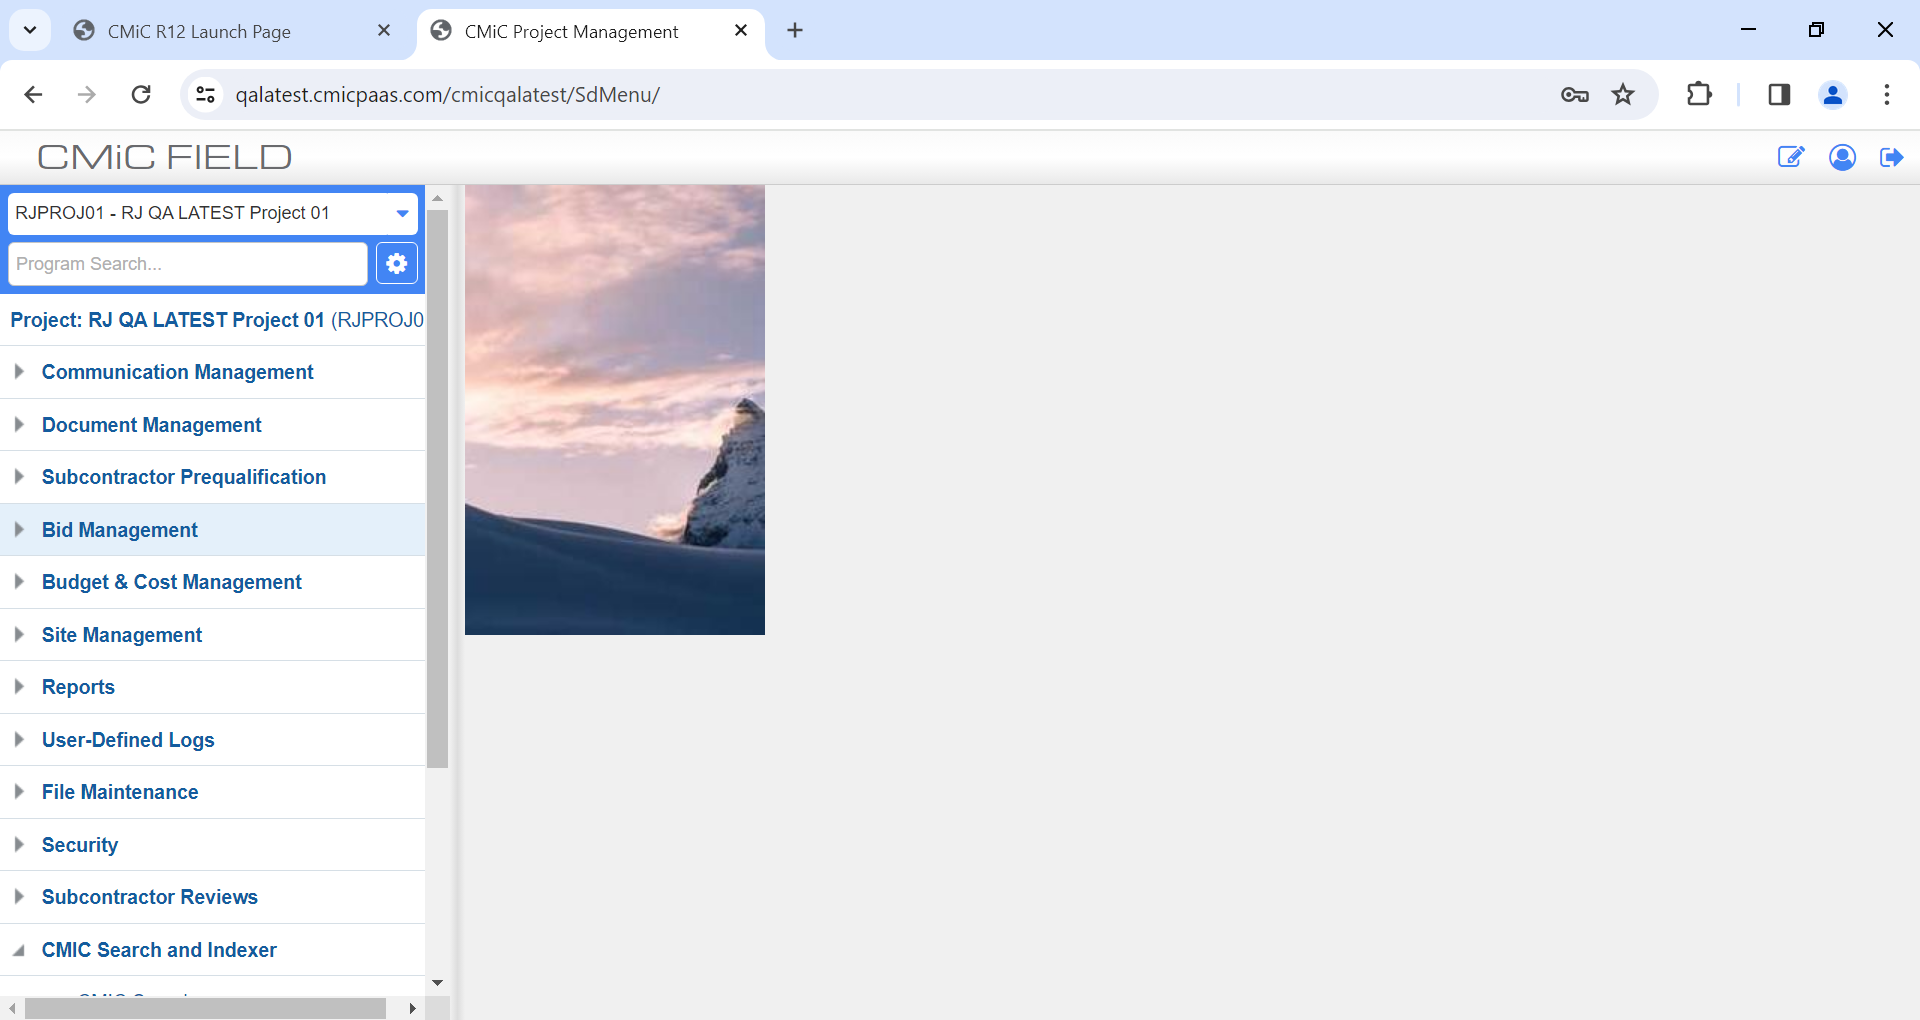 CMiC R12 Launch Page
CMiC Project Management
qalatest.cmicpaas.com/cmicqalatest/SdMenu/
CMiC FIELD
RJPROJ01 - RJ QA LATEST Project 01
Program Search...
Project: RJ QA LATEST Project 01 (RJPROJ0
Communication Management
Document Management
Subcontractor Prequalification
Bid Management
Budget & Cost Management
Site Management
Reports
User-Defined Logs
File Maintenance
Security
Subcontractor Reviews
CMIC Search and Indexer